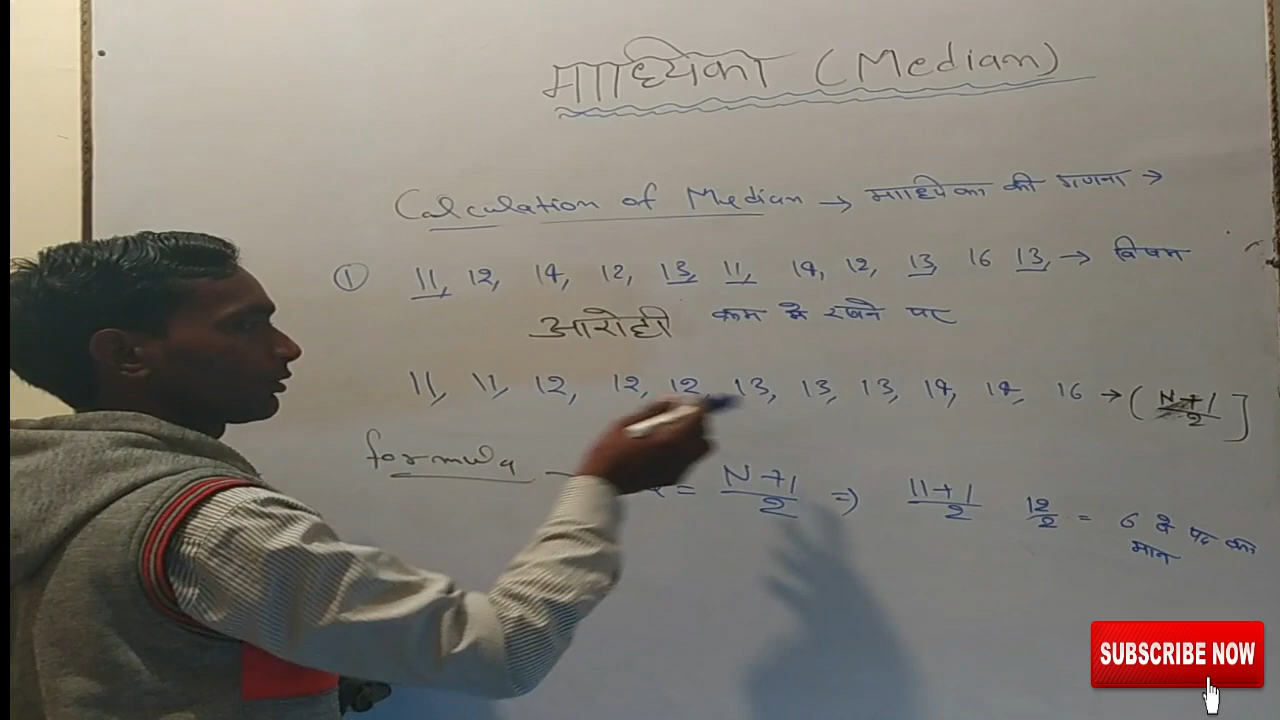 माध्यिका (Median)
Calculation of Median → माध्यिका की गणना →
① 11, 12, 14, 12, 13, 11, 14, 12, 13, 16 13, → विषम
आरोही क्रम मे रखने पर
11, 11, 12, 12, 12, 13, 13, 13, 14, 14, 16 → ( N+1 / 2 ]
formula – = N+1 / 2 ⇒ 11+1 / 2 12 / 2 = 6 वे पद का
मान
SUBSCRIBE NOW